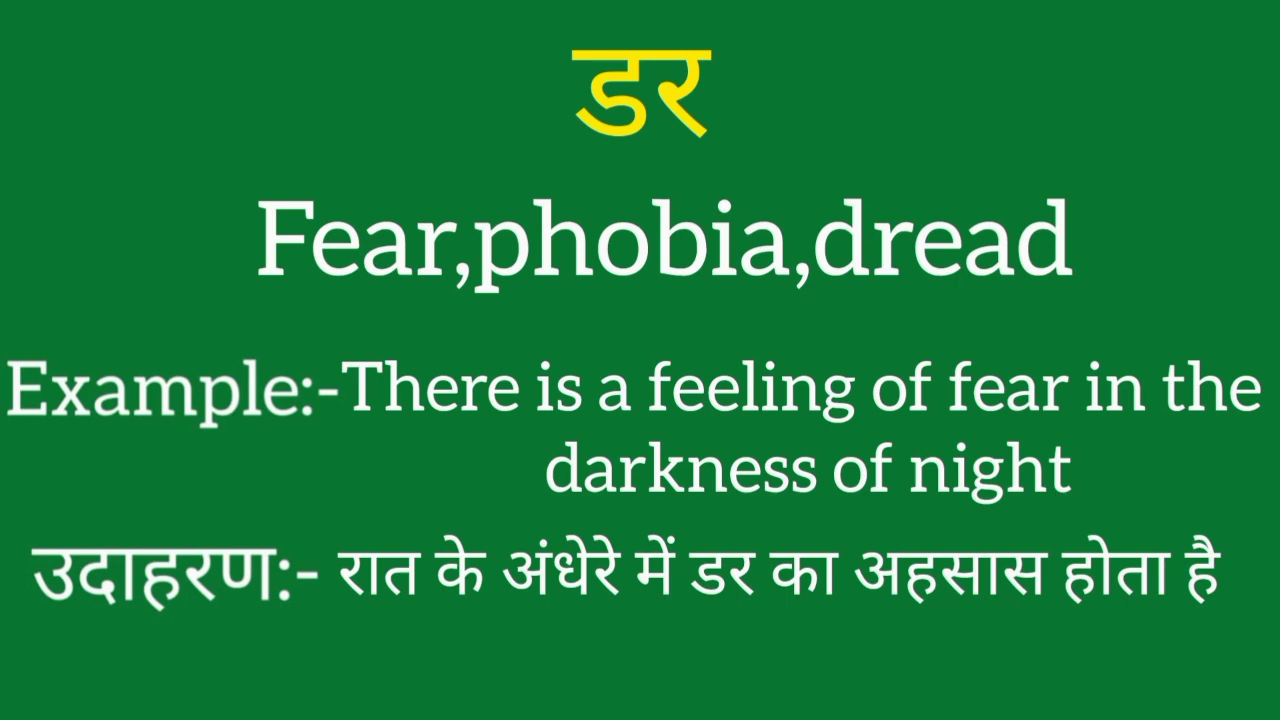 डर
Fear,phobia,dread
Example:-There is a feeling of fear in the
darkness of night
उदाहरण:- रात के अंधेरे में डर का अहसास होता है